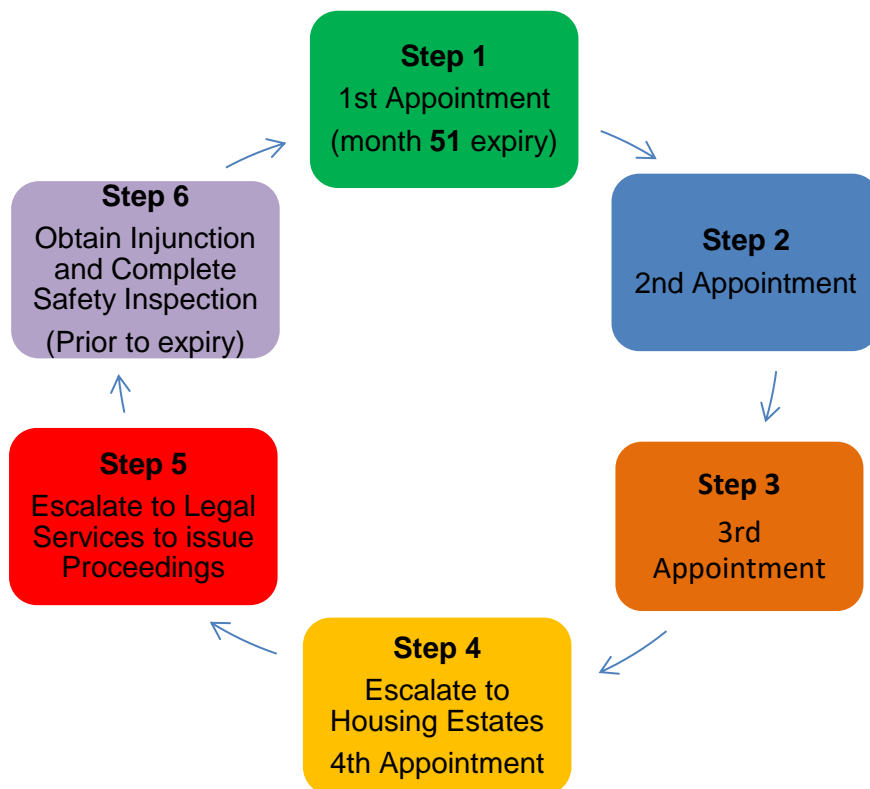 Step 1
1st Appointment
(month 51 expiry)
Step 2
2nd Appointment
Step 3
3rd
Appointment
Step 4
Escalate to
Housing Estates
4th Appointment
Step 5
Escalate to Legal
Services to issue
Proceedings
Step 6
Obtain Injunction
and Complete
Safety Inspection
(Prior to expiry)